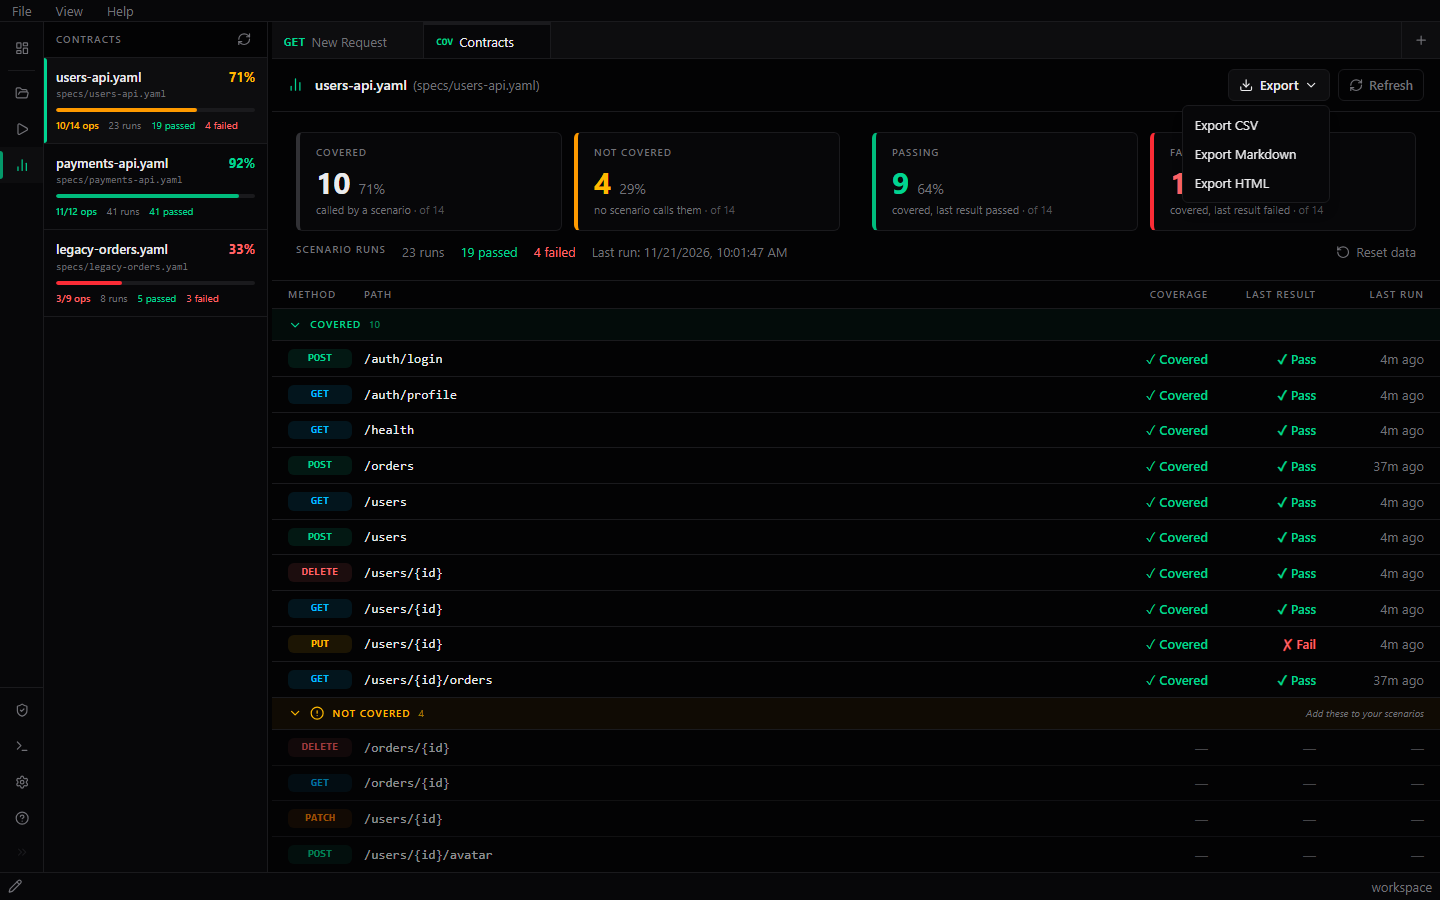 File View Help
CONTRACTS
GET New Request
COV Contracts
users-api.yaml 71%
specs/users-api.yaml
10/14 ops 23 runs 19 passed 4 failed
payments-api.yaml 92%
specs/payments-api.yaml
11/12 ops 41 runs 41 passed
legacy-orders.yaml 33%
specs/legacy-orders.yaml
3/9 ops 8 runs 5 passed 3 failed
users-api.yaml (specs/users-api.yaml)
Export
Refresh
Export CSV
Export Markdown
Export HTML
COVERED
10 71%
called by a scenario · of 14
NOT COVERED
4 29%
no scenario calls them · of 14
PASSING
9 64%
covered, last result passed · of 14
covered, last result failed · of 14
SCENARIO RUNS 23 runs 19 passed 4 failed Last run: 11/21/2026, 10:01:47 AM
Reset data
METHOD PATH COVERAGE LAST RESULT LAST RUN
COVERED 10
POST /auth/login ✓ Covered ✓ Pass 4m ago
GET /auth/profile ✓ Covered ✓ Pass 4m ago
GET /health ✓ Covered ✓ Pass 4m ago
POST /orders ✓ Covered ✓ Pass 37m ago
GET /users ✓ Covered ✓ Pass 4m ago
POST /users ✓ Covered ✓ Pass 4m ago
DELETE /users/{id} ✓ Covered ✓ Pass 4m ago
GET /users/{id} ✓ Covered ✓ Pass 4m ago
PUT /users/{id} ✓ Covered ✗ Fail 4m ago
GET /users/{id}/orders ✓ Covered ✓ Pass 37m ago
NOT COVERED 4 Add these to your scenarios
DELETE /orders/{id} — — —
GET /orders/{id} — — —
PATCH /users/{id} — — —
POST /users/{id}/avatar — — —
workspace